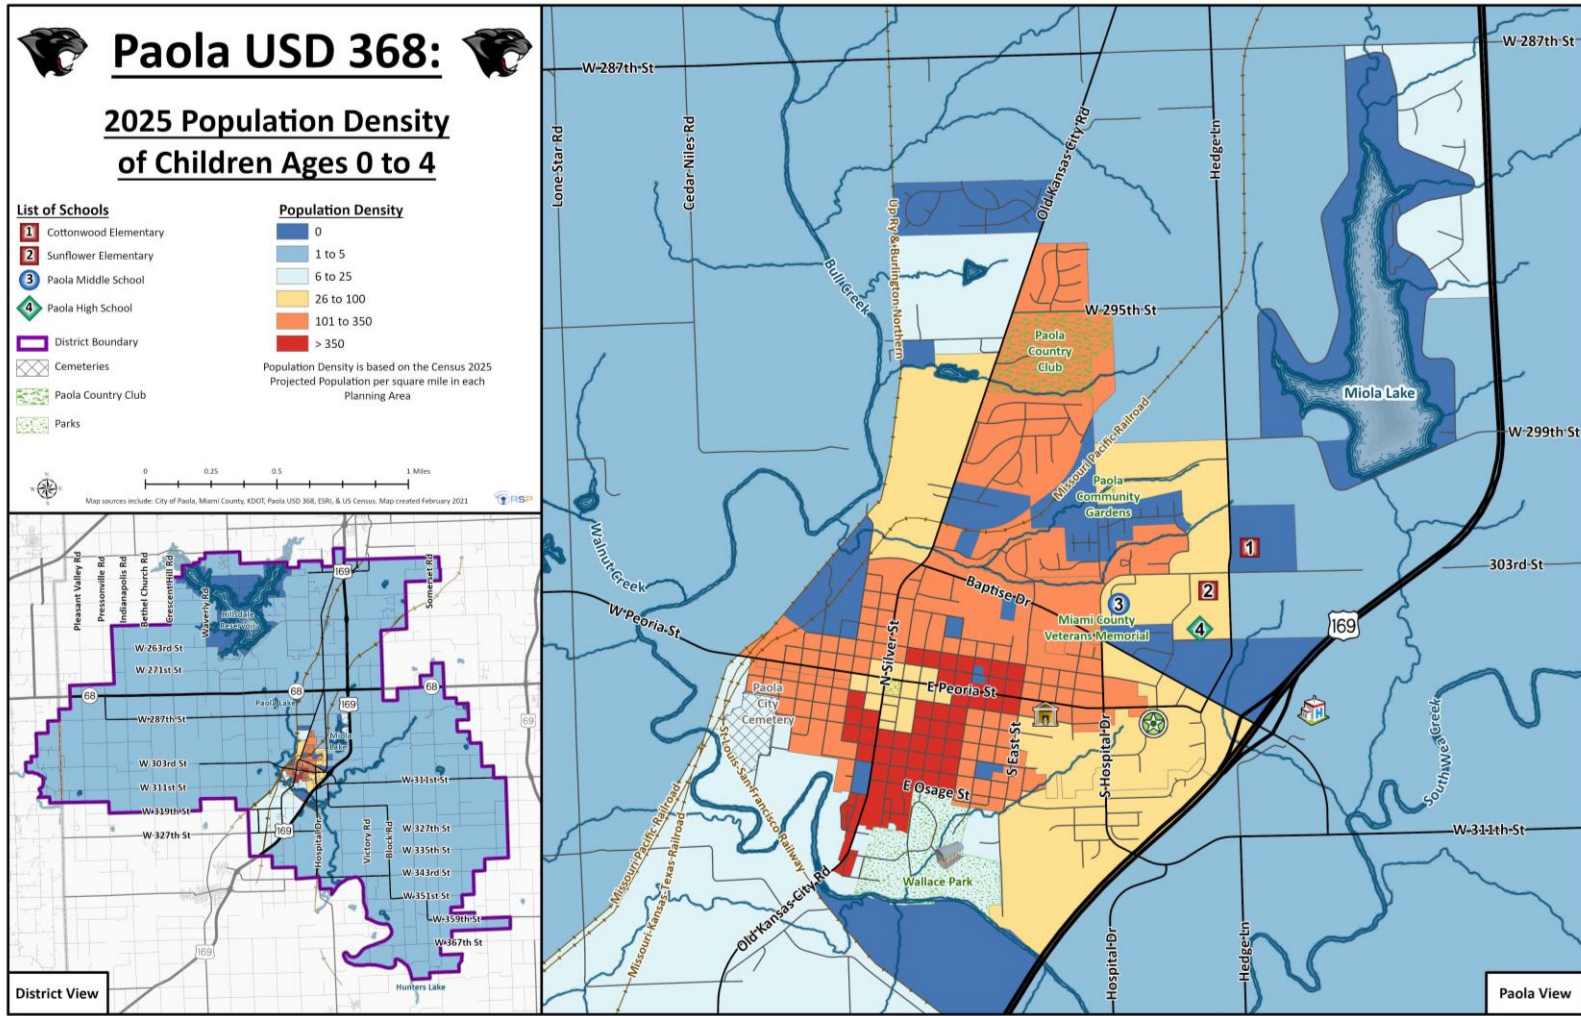 Paola USD 368:
2025 Population Density
of Children Ages 0 to 4
List of Schools
1 Cottonwood Elementary
2 Sunflower Elementary
3 Paola Middle School
4 Paola High School
District Boundary
Cemeteries
Paola Country Club
Parks
Population Density
0
1 to 5
6 to 25
26 to 100
101 to 350
> 350
Population Density is based on the Census 2025
Projected Population per square mile in each
Planning Area
0 0.25 0.5 1 Miles
N
W E
S
Map sources include: City of Paola, Miami County, KDOT, Paola USD 368, ESRI, & US Census. Map created February 2021
RSP
Pleasant Valley Rd
Pressonville Rd
Indianapolis Rd
Bethel Church Rd
Crescent Hill Rd
Waverly Rd
Somerset Rd
169
Hillsdale
Reservoir
W 263rd St
W 271st St
68
68
68
169
69
Paola Lake
W 287th St
Miola
Lake
W 303rd St
W 311st St
W 311st St
W 319th St
W 327th St
169
Hospital Dr
Victory Rd
Block Rd
W 327th St
W 335th St
W 343rd St
W 351st St
W 359th St
W 367th St
169
Hunters Lake
District View
W 287th St
W 287th St
Lone Star Rd
Cedar Niles Rd
Old Kansas City Rd
Hedge Ln
Up Ry & Burlington Northern
Bull Creek
W 295th St
Paola
Country
Club
Miola Lake
Missouri Pacific Railroad
W 299th St
Paola
Community
Gardens
Walnut Creek
1
303rd St
Baptise Dr
2
3
Miami County
Veterans Memorial
4
169
W Peoria St
N Silver St
E Peoria St
Paola
City
Cemetery
H
St Louis-San Francisco Railway
S East St
S Hospital Dr
E Osage St
South Wea Creek
Missouri Pacific Railroad
Missouri-Kansas-Texas Railroad
W 311th St
Wallace Park
Old Kansas City Rd
Hospital Dr
Hedge Ln
Paola View